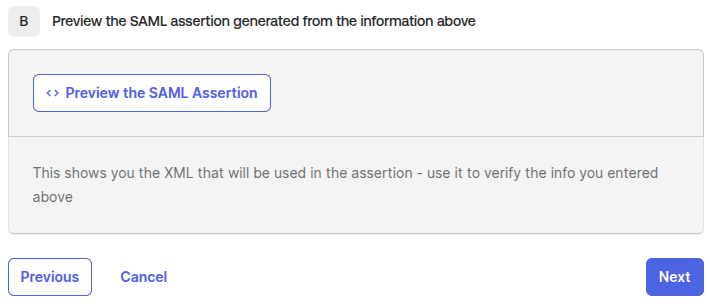 B Preview the SAML assertion generated from the information above
<> Preview the SAML Assertion
This shows you the XML that will be used in the assertion - use it to verify the info you entered
above
Previous Cancel Next